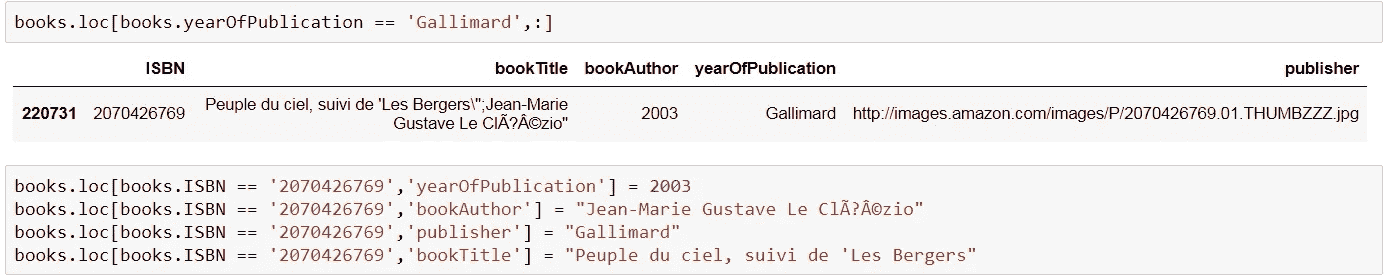 books.loc[books.yearOfPublication == 'Gallimard',:]
ISBN bookTitle bookAuthor yearOfPublication publisher
220731 2070426769 Peuple du ciel, suivi de 'Les Bergers\";Jean-Marie Gustave Le ClÃ?Â©zio" 2003 Gallimard http://images.amazon.com/images/P/2070426769.01.THUMBZZZ.jpg
books.loc[books.ISBN == '2070426769','yearOfPublication'] = 2003
books.loc[books.ISBN == '2070426769','bookAuthor'] = "Jean-Marie Gustave Le ClÃ?Â©zio"
books.loc[books.ISBN == '2070426769','publisher'] = "Gallimard"
books.loc[books.ISBN == '2070426769','bookTitle'] = "Peuple du ciel, suivi de 'Les Bergers"